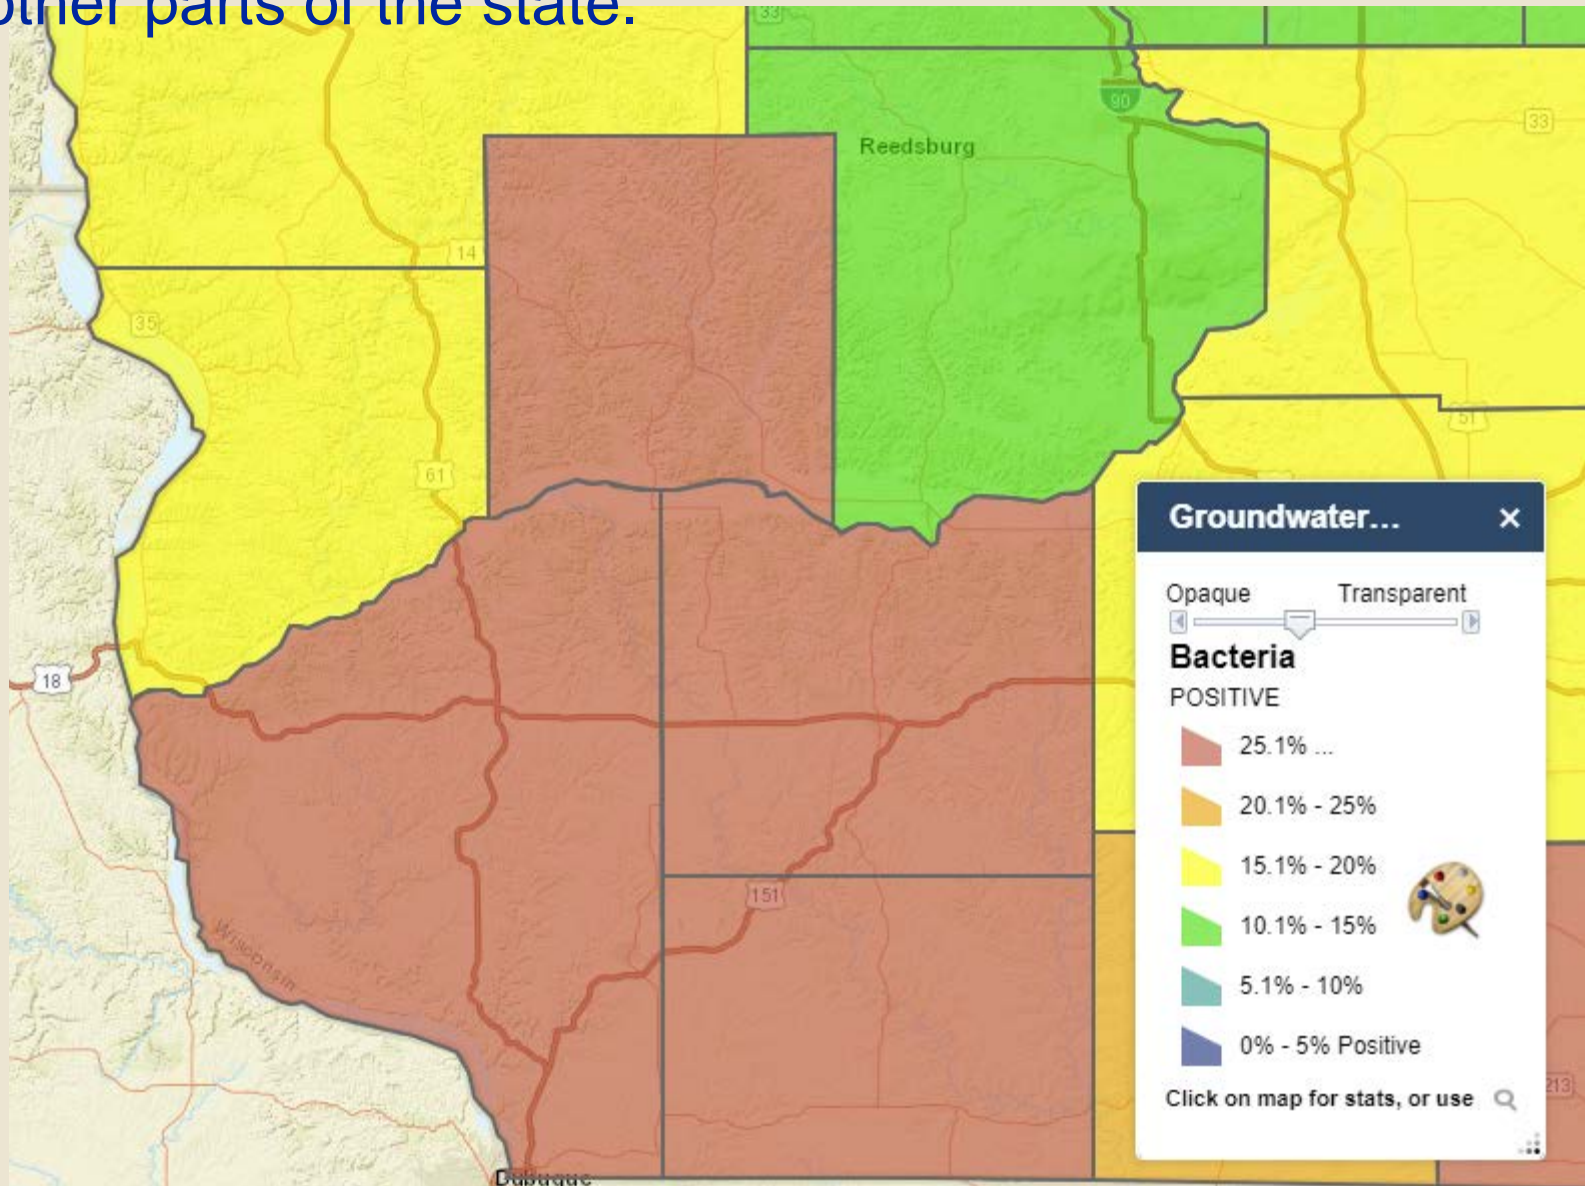 other parts of the state.
33
90
33
Reedsburg
14
35
51
61
18
151
Wisconsin
213
Dubuque
Groundwater... ×
Opaque Transparent
Bacteria
POSITIVE
25.1% ...
20.1% - 25%
15.1% - 20%
10.1% - 15%
5.1% - 10%
0% - 5% Positive
Click on map for stats, or use